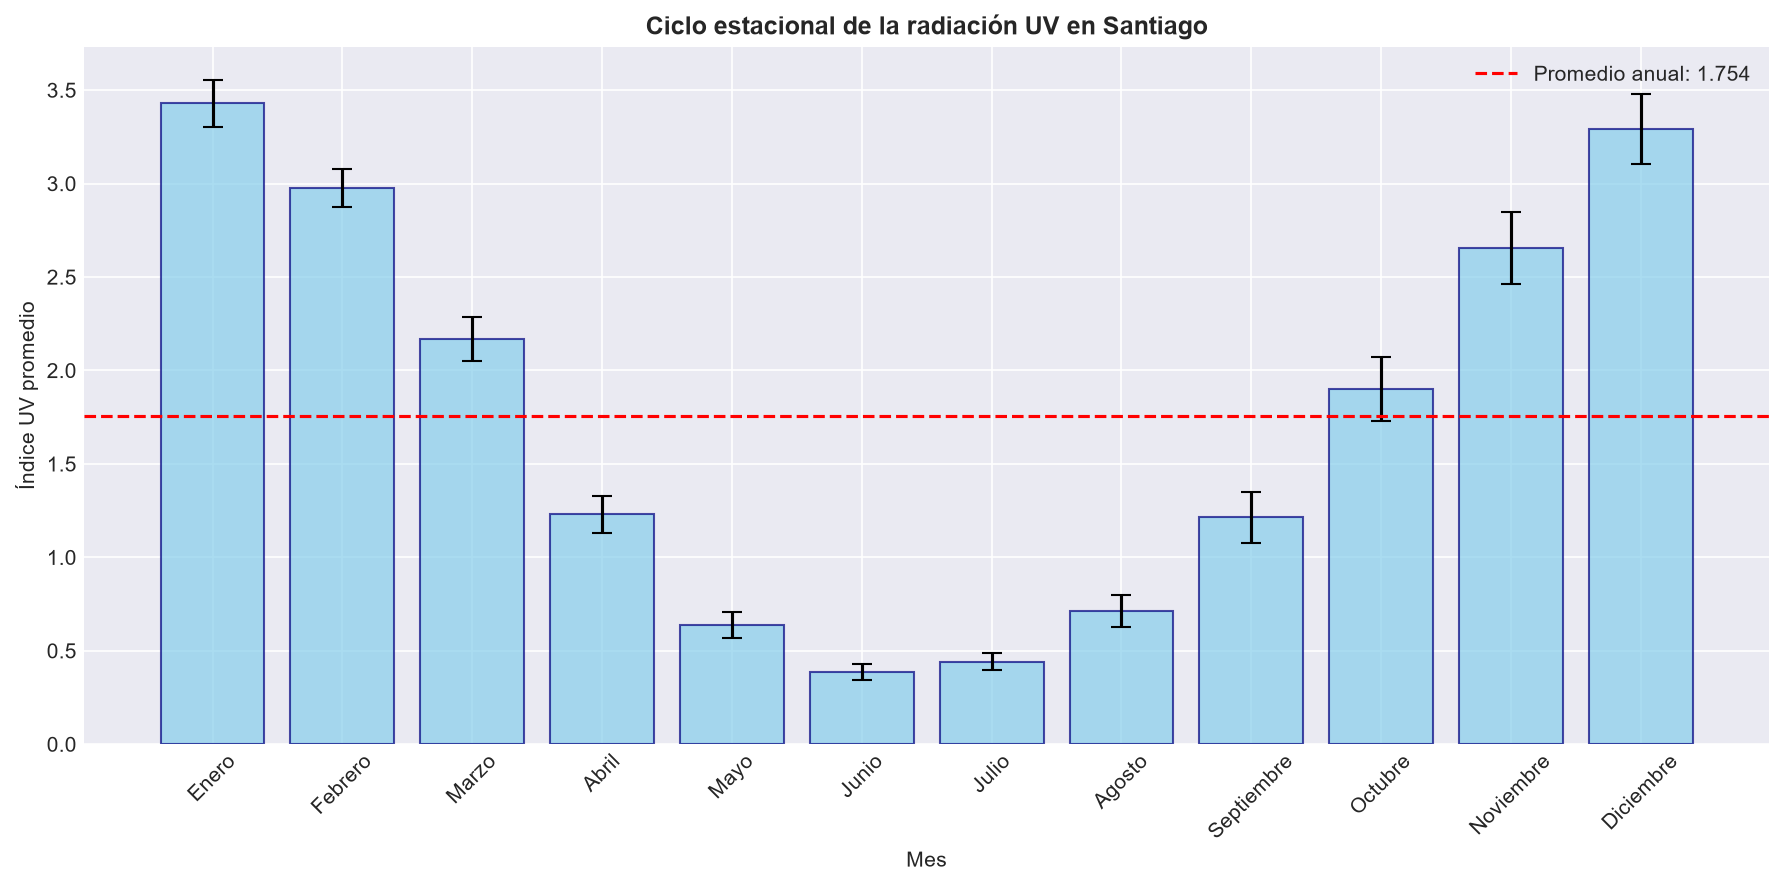 Ciclo estacional de la radiación UV en Santiago
Promedio anual: 1.754
Índice UV promedio
3.5
3.0
2.5
2.0
1.5
1.0
0.5
0.0
Enero
Febrero
Marzo
Abril
Mayo
Junio
Julio
Agosto
Septiembre
Octubre
Noviembre
Diciembre
Mes